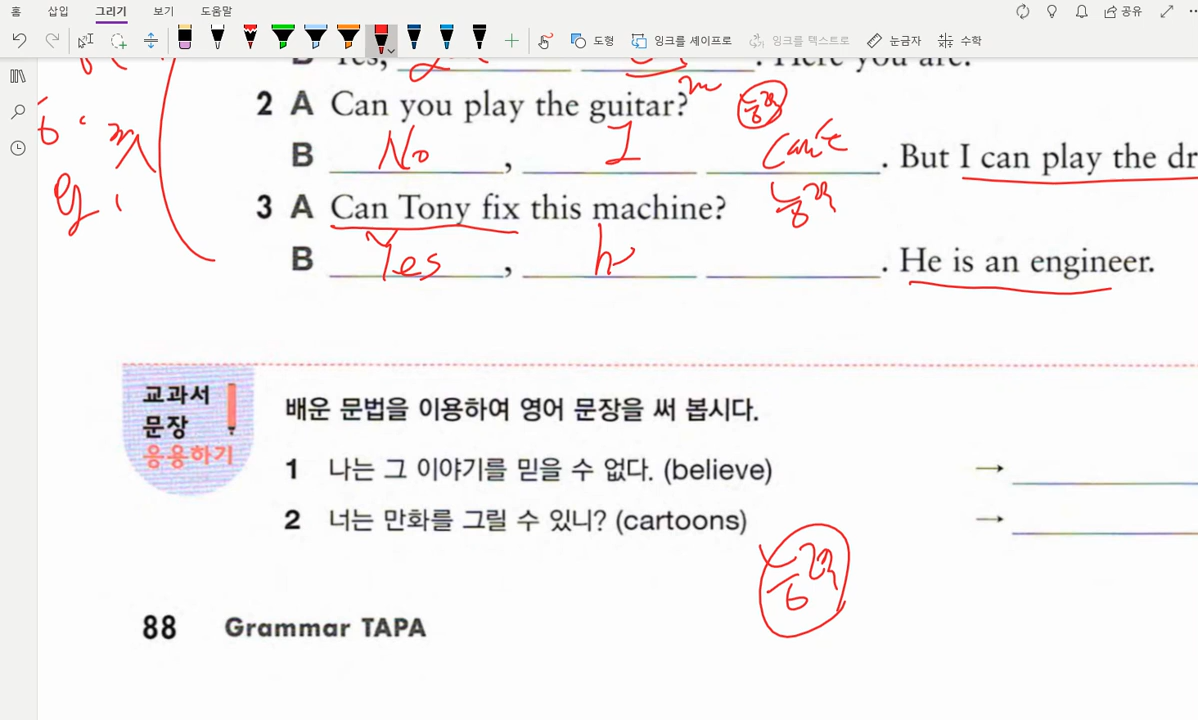 홈 삽입 그리기 보기 도움말
공유
도형 잉크를 셰이프로 잉크를 텍스트로 눈금자 수학
Yes, . Here you are.
2 A Can you play the guitar? 능력
B No , I can't . But I can play the dr
3 A Can Tony fix this machine? 능력
B Yes , h . He is an engineer.
교과서
문장
응용하기
배운 문법을 이용하여 영어 문장을 써 봅시다.
1 나는 그 이야기를 믿을 수 없다. (believe) →
2 너는 만화를 그릴 수 있니? (cartoons) →
능력
88 Grammar TAPA